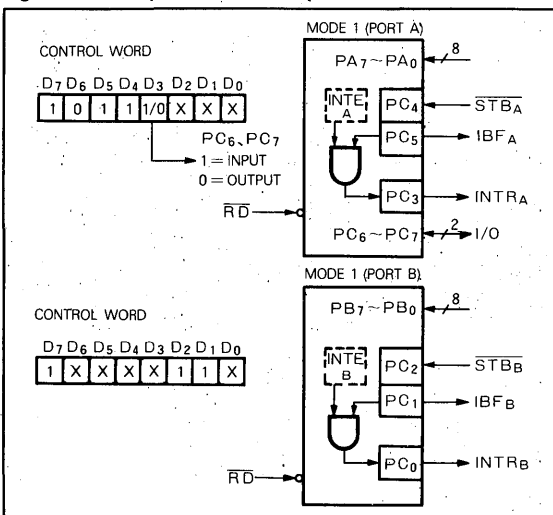 MODE 1 (PORT A)
CONTROL WORD
PA7~PA0
8
D7 D6 D5 D4 D3 D2 D1 D0
1 0 1 1 1/0 X X X
INTE
A
PC4
STBA
PC5
IBFA
PC6、PC7
1=INPUT
0=OUTPUT
PC3
INTRA
RD
PC6~PC7
2
I/O
MODE 1 (PORT B)
PB7~PB0
8
CONTROL WORD
D7 D6 D5 D4 D3 D2 D1 D0
1 X X X X 1 1 X
INTE
B
PC2
STBB
PC1
IBFB
PC0
INTRB
RD